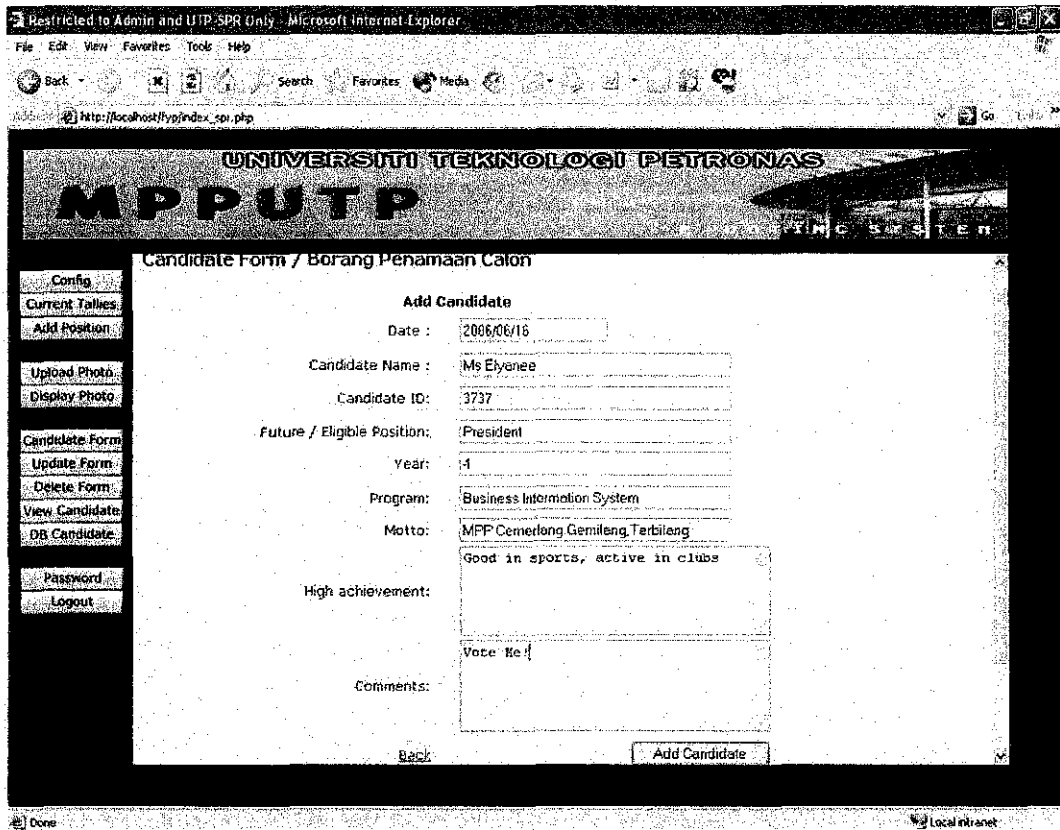 Restricted to Admin and UTP-SPR Only - Microsoft Internet Explorer
File Edit View Favorites Tools Help
Back Search Favorites Media
http://localhost/fyp/index_spr.php Go
UNIVERSITI TEKNOLOGI PETRONAS
MPPUTP
SYSTEM
Candidate Form / Borang Penamaan Calon
Config
Current Tallies
Add Position
Upload Photo
Display Photo
Candidate Form
Update Form
Delete Form
View Candidate
DB Candidate
Password
Logout
Add Candidate
Date : 2006/06/16
Candidate Name : Ms Elyanee
Candidate ID: 3737
Future / Eligible Position: President
Year: 4
Program: Business Information System
Motto: MPP Cemerlang Gemilang Terbilang
High achievement: Good in sports, active in clubs
Comments: Vote Me!
Back Add Candidate
Done Local intranet